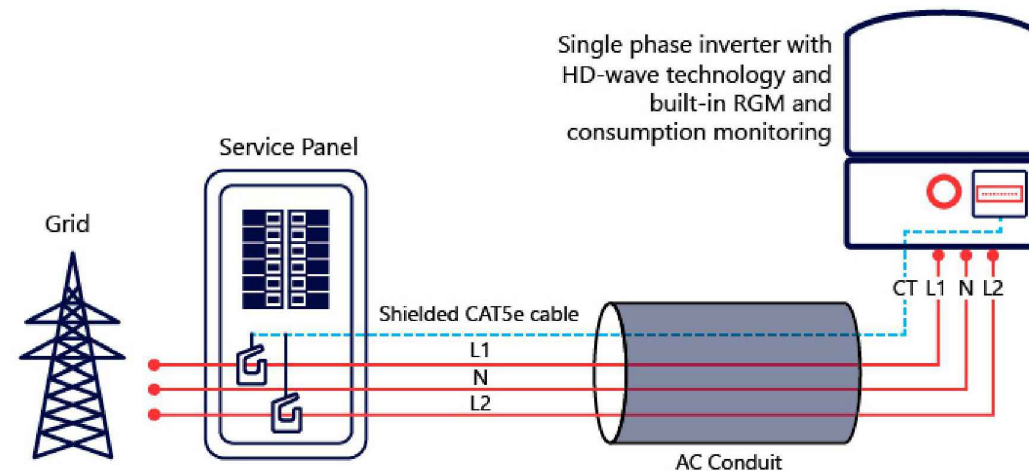 Single phase inverter with
HD-wave technology and
built-in RGM and
consumption monitoring
Service Panel
Grid
CT L1 N L2
Shielded CAT5e cable
L1
N
L2
AC Conduit